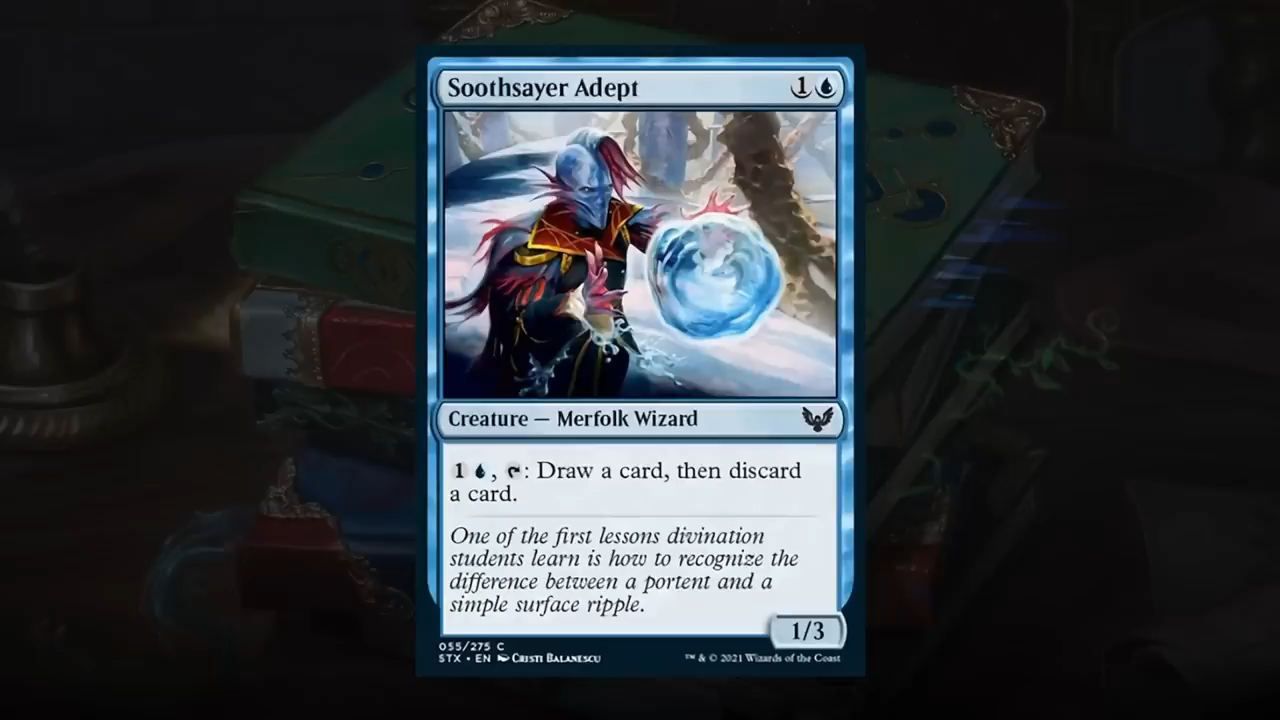 Soothsayer Adept 1
Creature — Merfolk Wizard
1 , : Draw a card, then discard
a card.
One of the first lessons divination
students learn is how to recognize the
difference between a portent and a
simple surface ripple.
1/3
055/275 C
STX • EN Cristi Balanescu
™ & © 2021 Wizards of the Coast